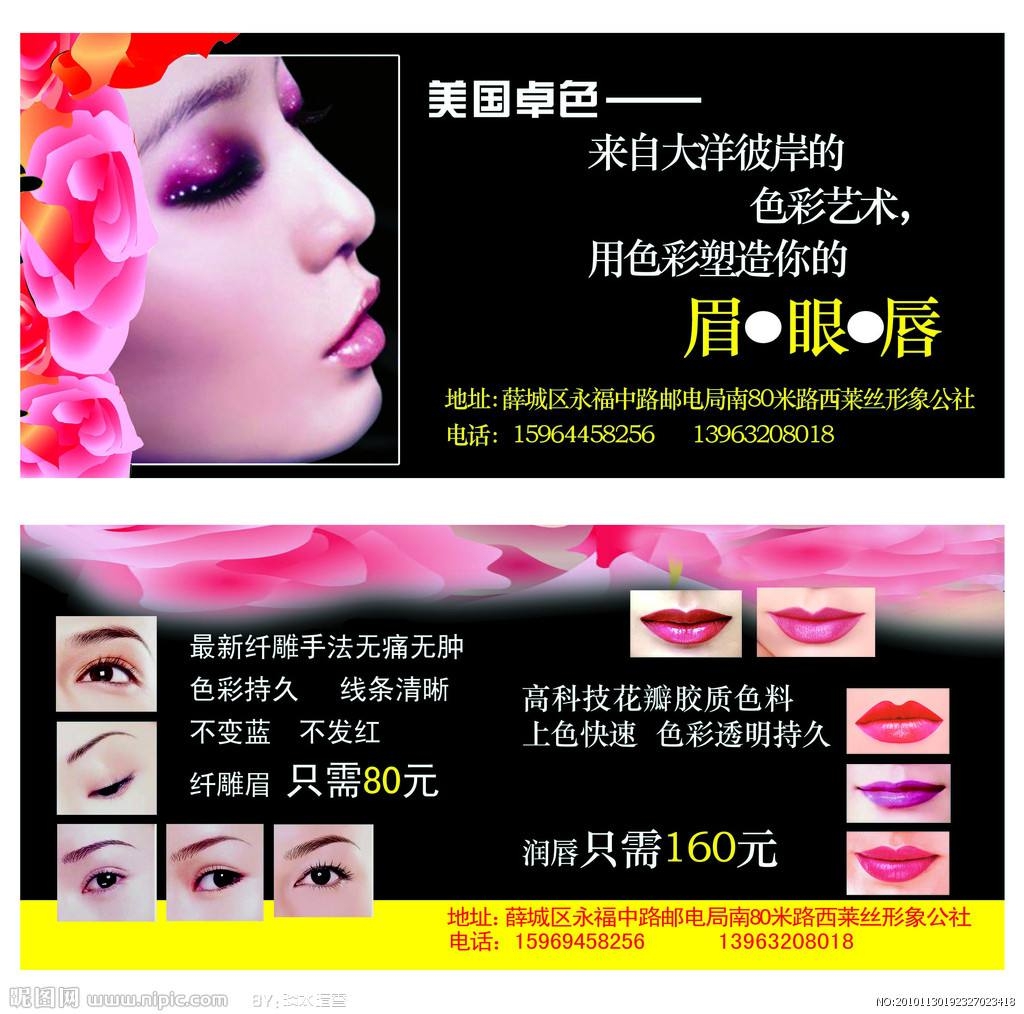 美国卓色——
来自大洋彼岸的
色彩艺术，
用色彩塑造你的
眉●眼●唇
地址：薛城区永福中路邮电局南80米路西莱丝形象公社
电话：15964458256 13963208018
最新纤雕手法无痛无肿
色彩持久 线条清晰
不变蓝 不发红
纤雕眉 只需80元
高科技花瓣胶质色料
上色快速 色彩透明持久
润唇只需160元
地址：薛城区永福中路邮电局南80米路西莱丝形象公社
电话：15969458256 13963208018
昵图网 www.nipic.com BY:
NO:20101130192327023418